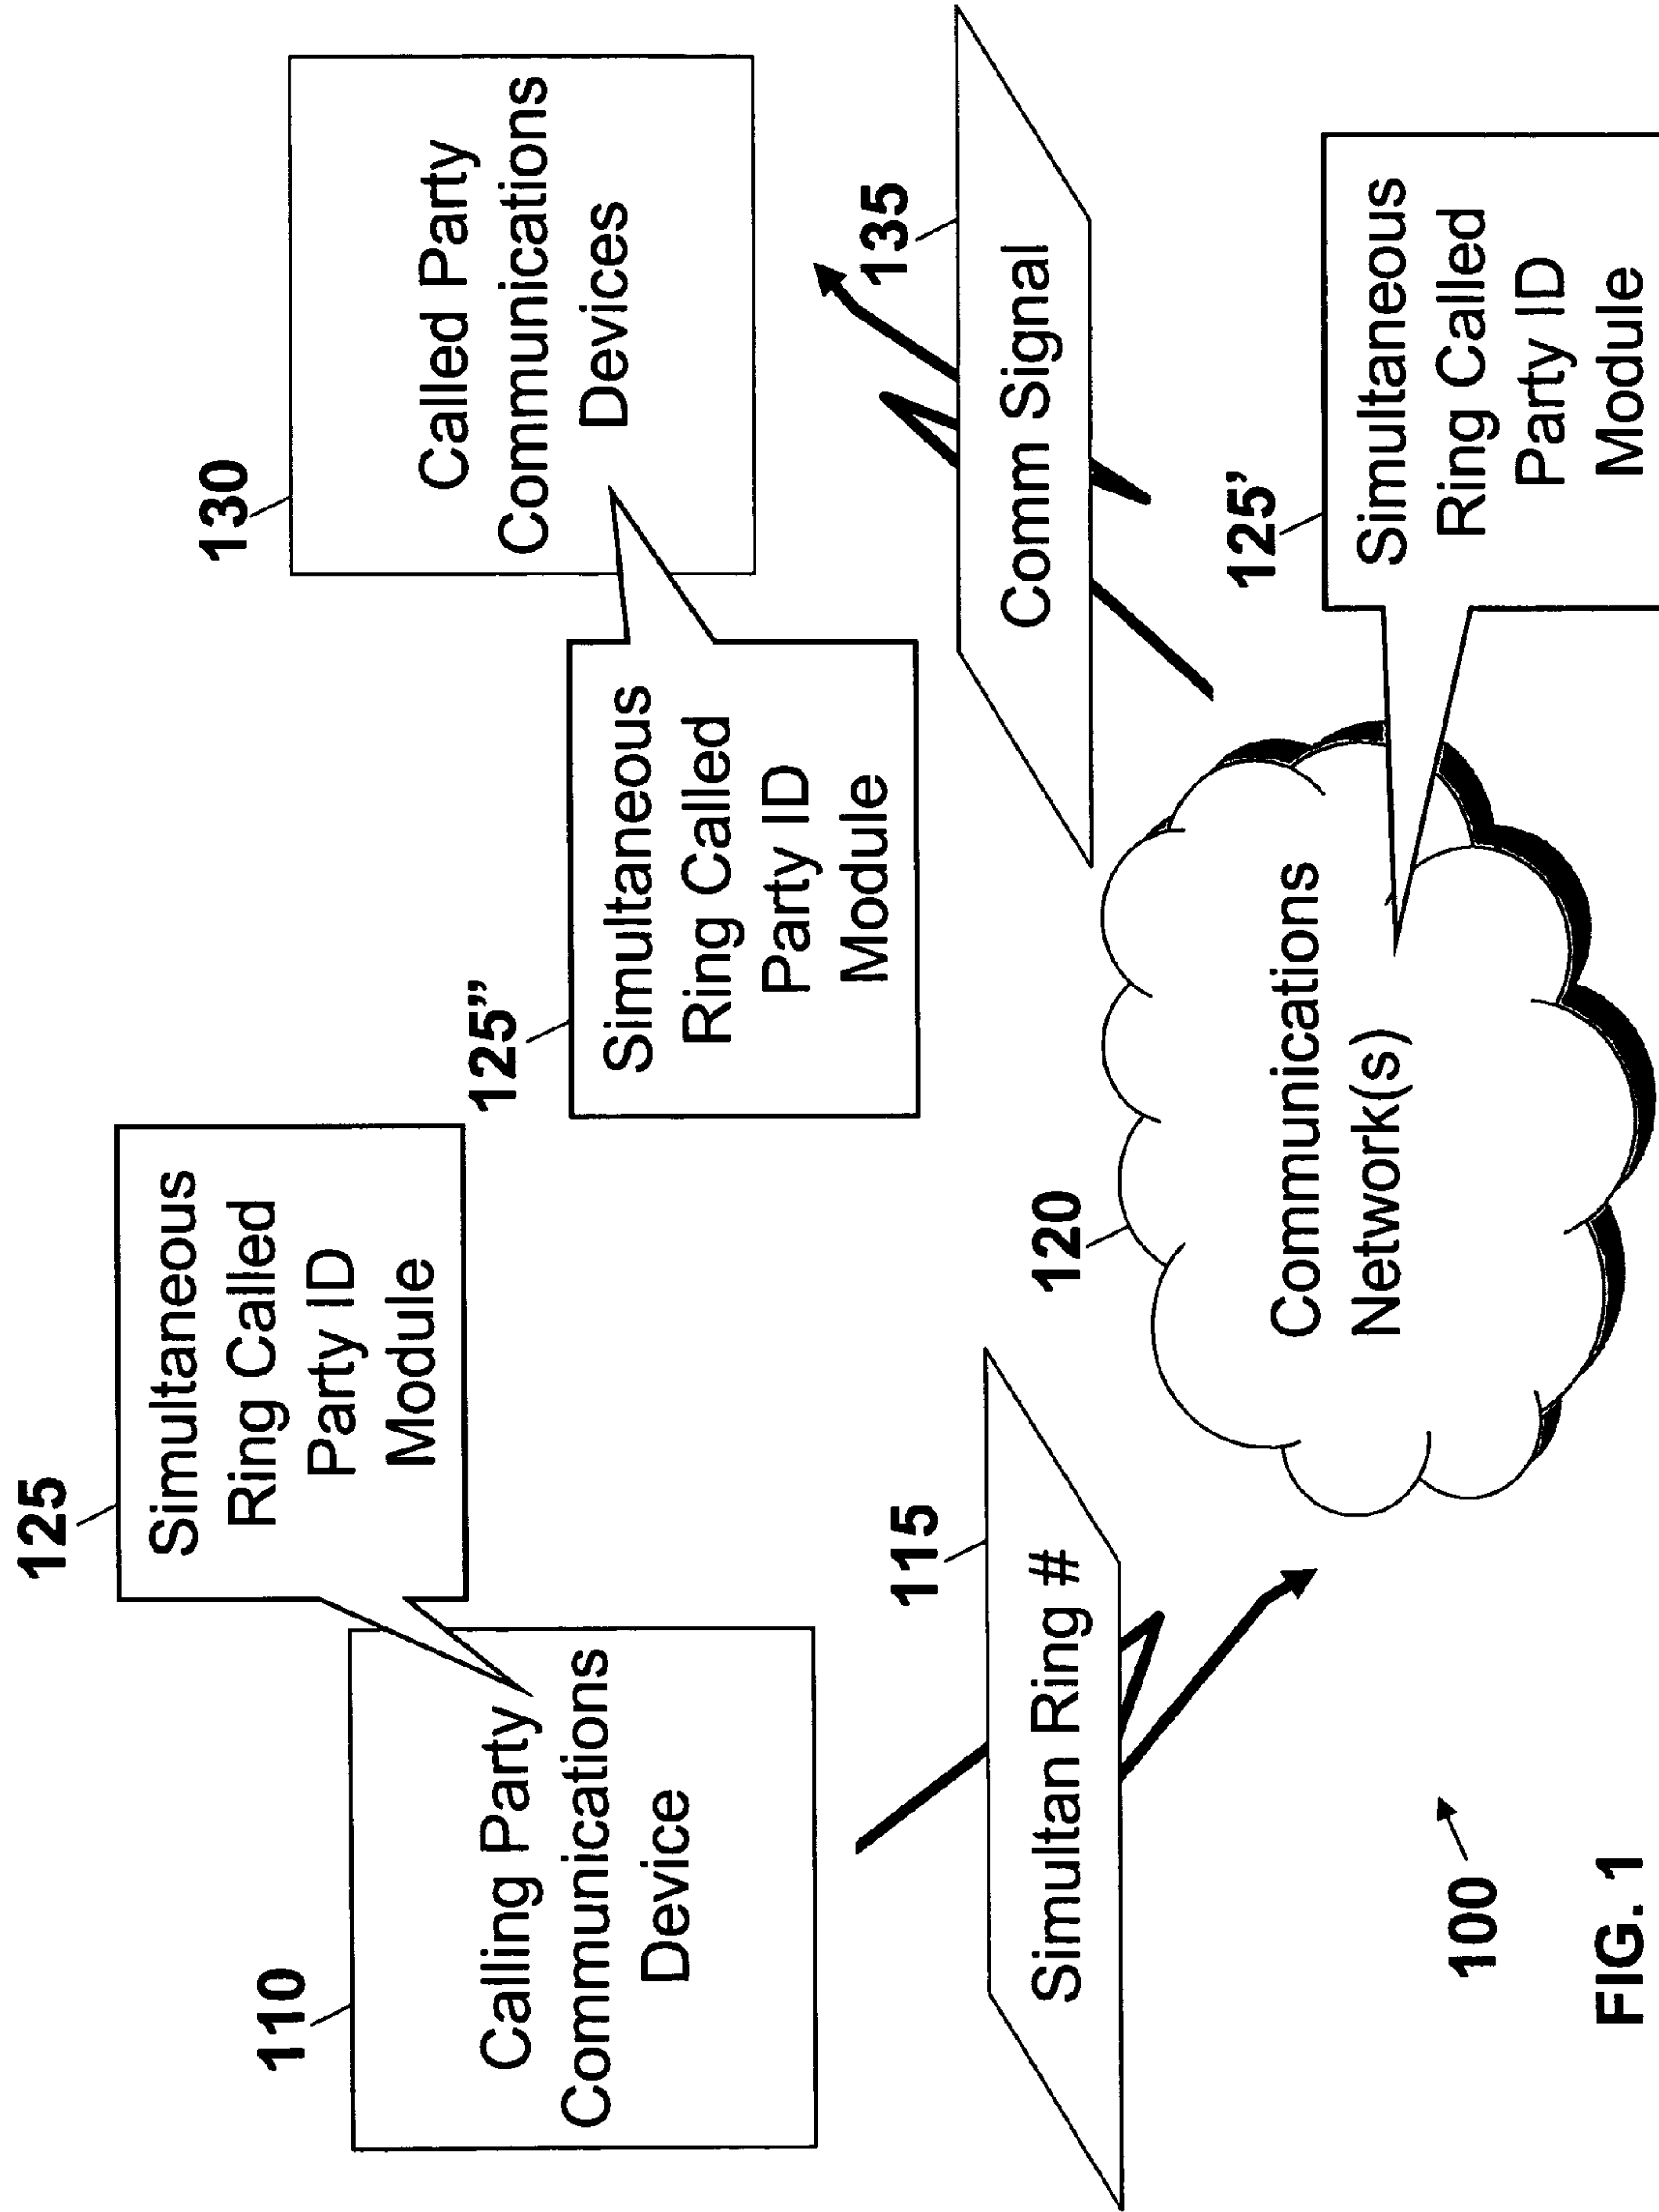 125
Simultaneous
Ring Called
Party ID
Module
110
Calling Party
Communications
Device
130
Called Party
Communications
Devices
125”
Simultaneous
Ring Called
Party ID
Module
115
Simultan Ring #
135
Comm Signal
120
Communications
Network(s)
125’
Simultaneous
Ring Called
Party ID
Module
100
FIG. 1